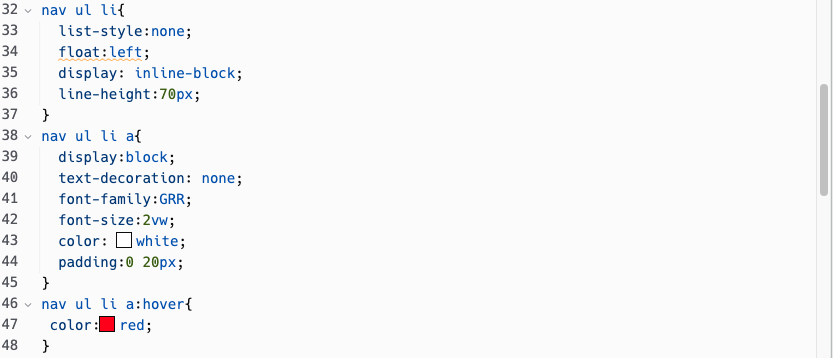 32 nav ul li{
33 list-style:none;
34 float:left;
35 display: inline-block;
36 line-height:70px;
37 }
38 nav ul li a{
39 display:block;
40 text-decoration: none;
41 font-family:GRR;
42 font-size:2vw;
43 color: white;
44 padding:0 20px;
45 }
46 nav ul li a:hover{
47 color:red;
48 }